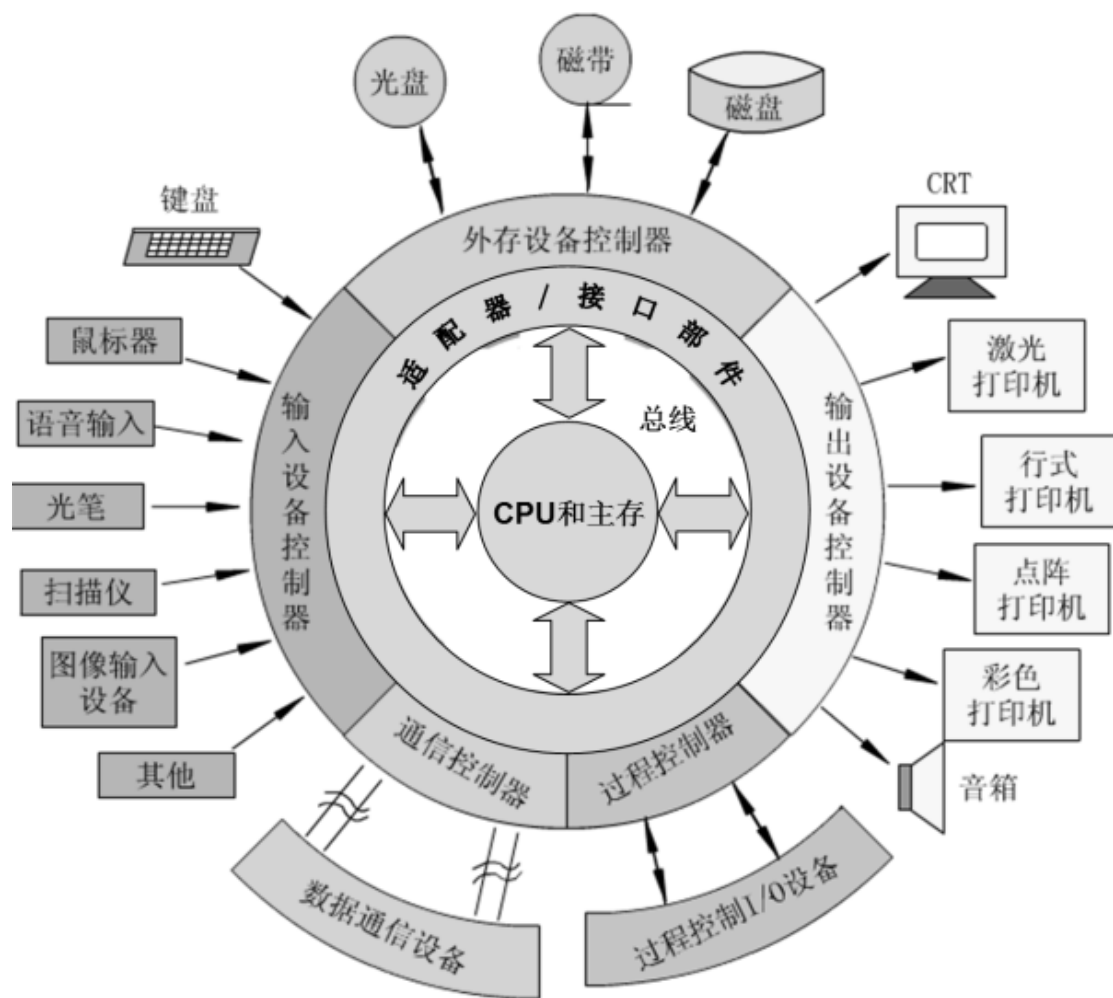 光盘
磁带
磁盘
键盘
CRT
外存设备控制器
适配器/接口部件
鼠标器
激光
打印机
语音输入
总线
输入设备控制器
输出设备控制器
行式
打印机
光笔
CPU和主存
扫描仪
点阵
打印机
图像输入
设备
彩色
打印机
其他
通信控制器
过程控制器
音箱
数据通信设备
过程控制I/O设备